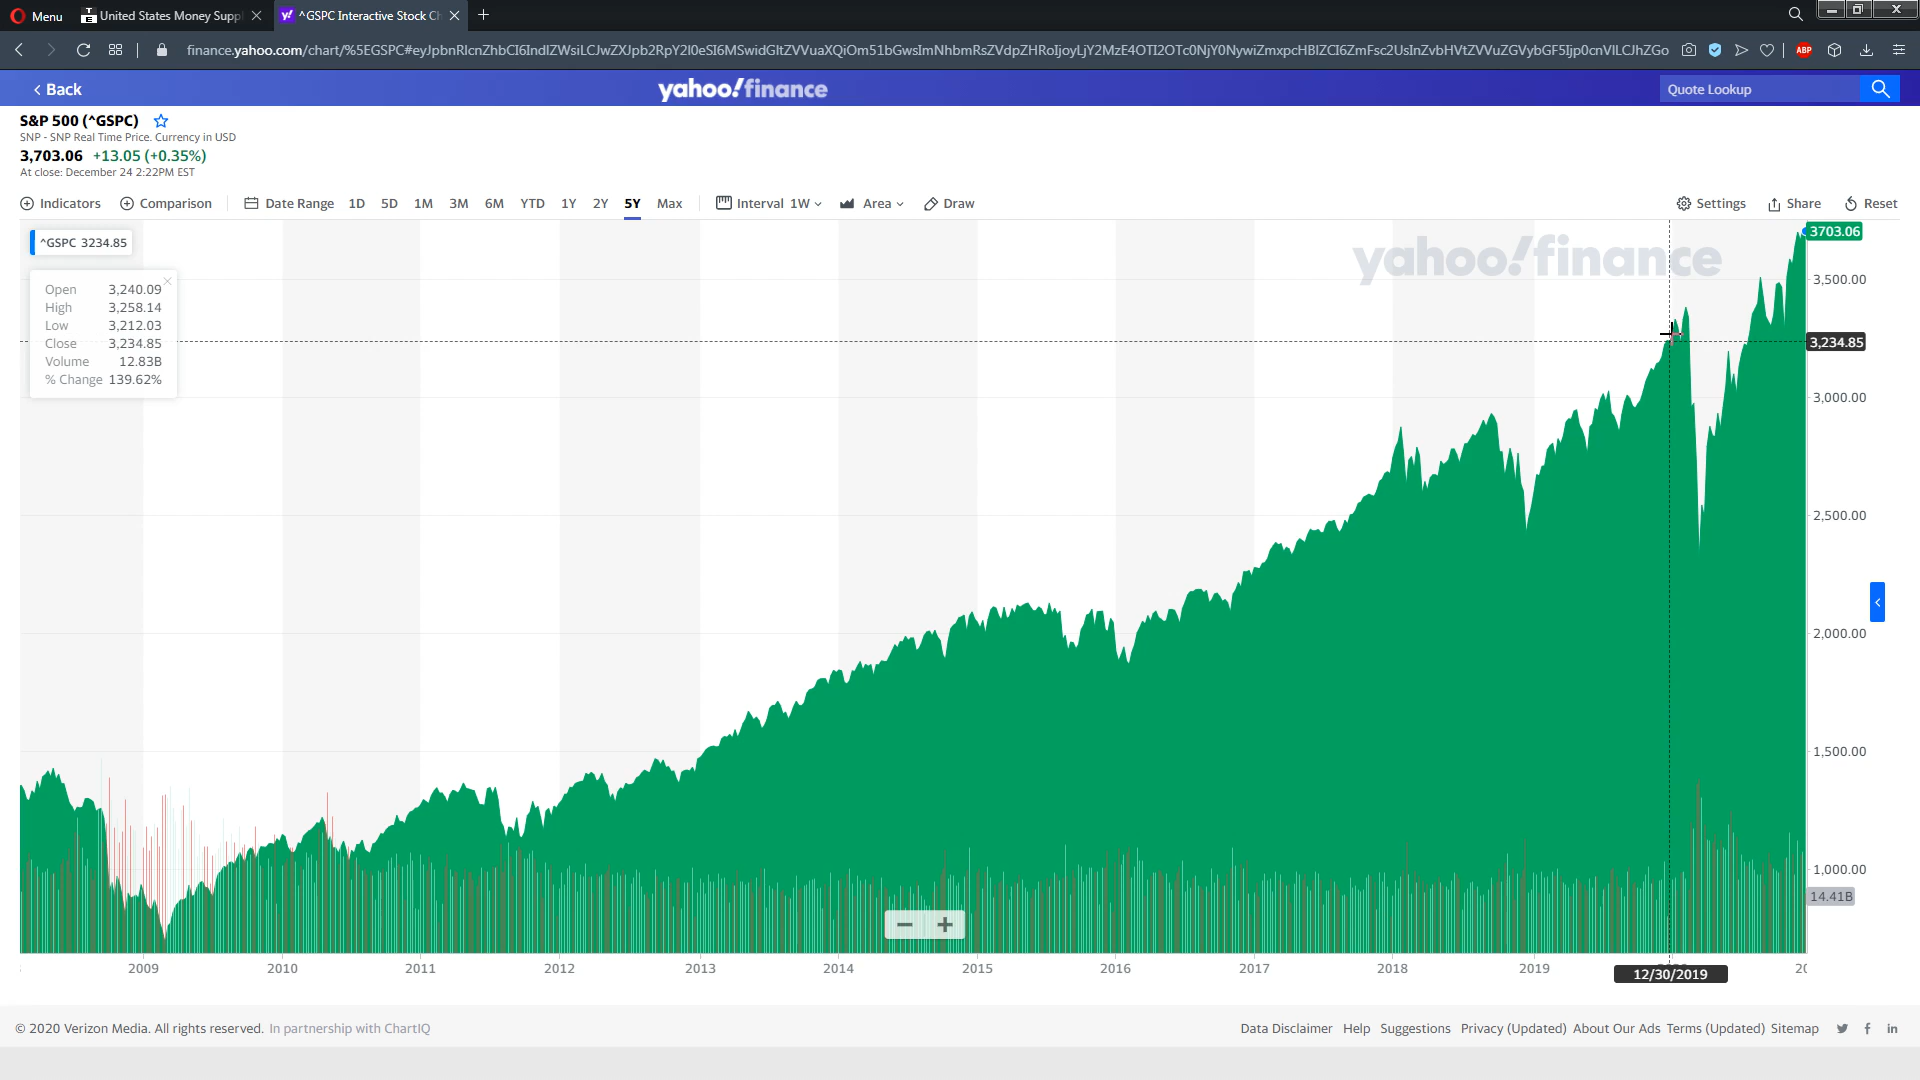 Menu
United States Money Suppl
^GSPC Interactive Stock Ch
finance.yahoo.com/chart/%5EGSPC#
ABP
Back
yahoo!finance
Quote Lookup
S&P 500 (^GSPC)
SNP - SNP Real Time Price. Currency in USD
3,703.06 +13.05 (+0.35%)
At close: December 24 2:22PM EST
Indicators Comparison Date Range 1D 5D 1M 3M 6M YTD 1Y 2Y 5Y Max Interval 1W Area Draw Settings Share Reset
^GSPC 3234.85
yahoo!finance
3703.06
Open 3,240.09
High 3,258.14
Low 3,212.03
Close 3,234.85
Volume 12.83B
% Change 139.62%
3,500.00
3,234.85
3,000.00
2,500.00
2,000.00
1,500.00
1,000.00
14.41B
2009 2010 2011 2012 2013 2014 2015 2016 2017 2018 2019
12/30/2019
© 2020 Verizon Media. All rights reserved. In partnership with ChartIQ
Data Disclaimer Help Suggestions Privacy (Updated) About Our Ads Terms (Updated) Sitemap